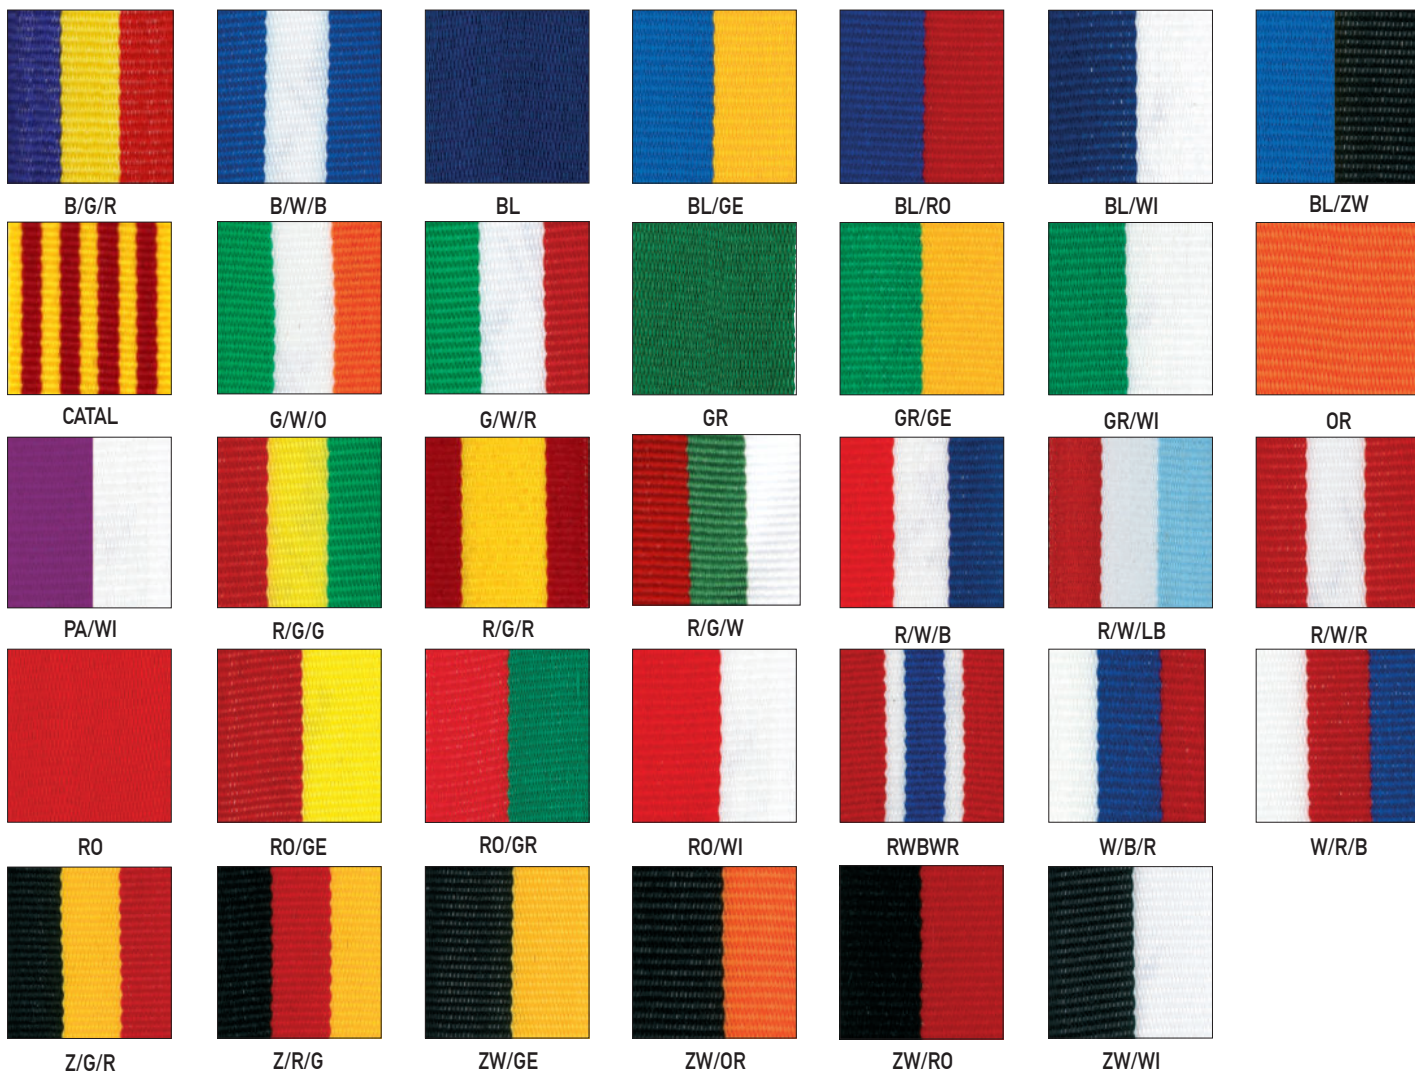 B/G/R B/W/B BL BL/GE BL/RO BL/WI BL/ZW
CATAL G/W/O G/W/R GR GR/GE GR/WI OR
PA/WI R/G/G R/G/R R/G/W R/W/B R/W/LB R/W/R
RO RO/GE RO/GR RO/WI RWBWR W/B/R W/R/B
Z/G/R Z/R/G ZW/GE ZW/OR ZW/RO ZW/WI